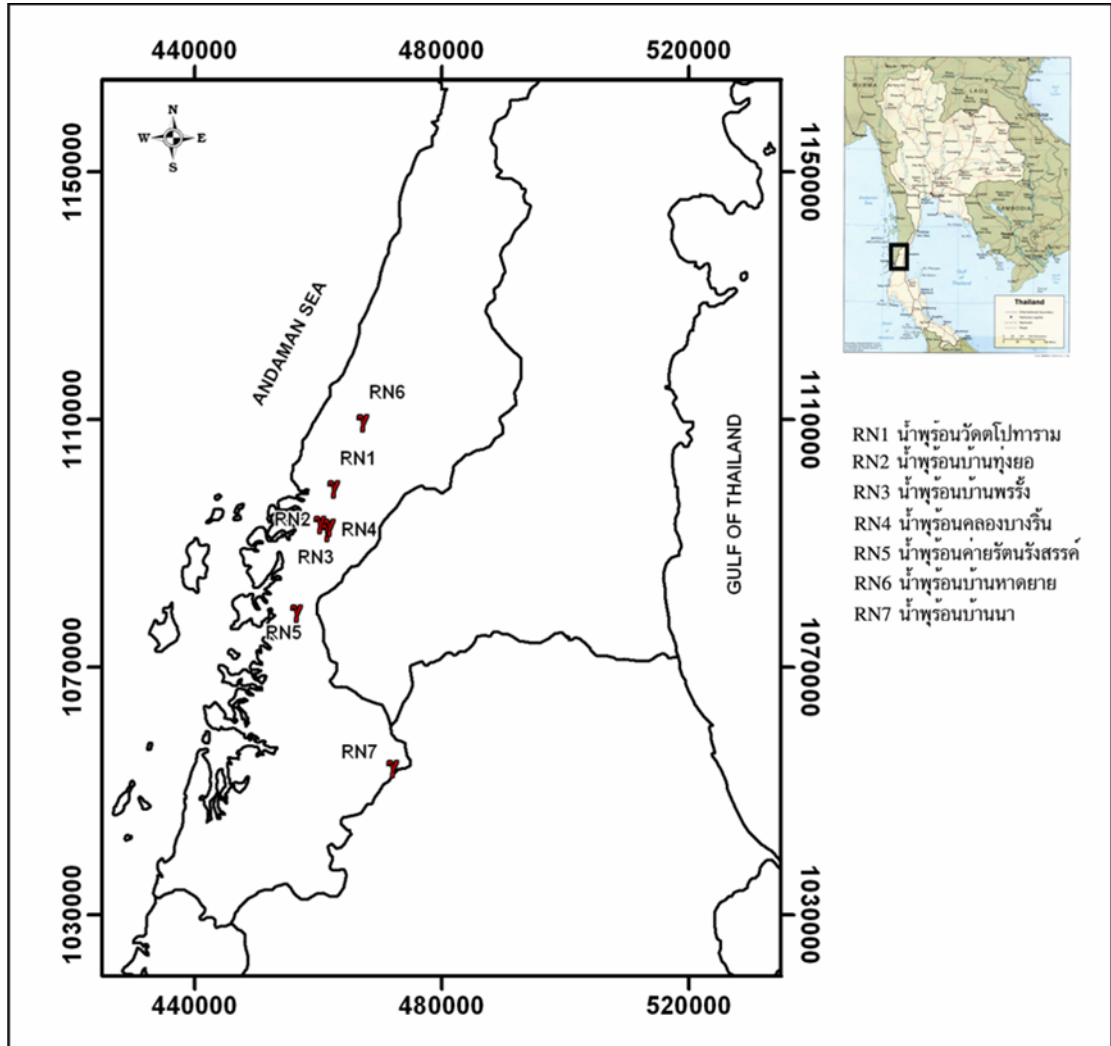 440000
480000
520000
N
W E
S
1150000
1150000
ANDAMAN SEA
RN6
1110000
1110000
RN1
RN2
RN4
RN3
RN5
GULF OF THAILAND
1070000
1070000
RN7
1030000
1030000
440000
480000
520000
BURMA
LAOS
CAMBODIA
Gulf of Thailand
Thailand
RN1 น้ำพุร้อนวัดตโปทาราม
RN2 น้ำพุร้อนบ้านทุ่งยอ
RN3 น้ำพุร้อนบ้านพรรั้ง
RN4 น้ำพุร้อนคลองบางริ้น
RN5 น้ำพุร้อนค่ายรัตนรังสรรค์
RN6 น้ำพุร้อนบ้านหาดยาย
RN7 น้ำพุร้อนบ้านนา